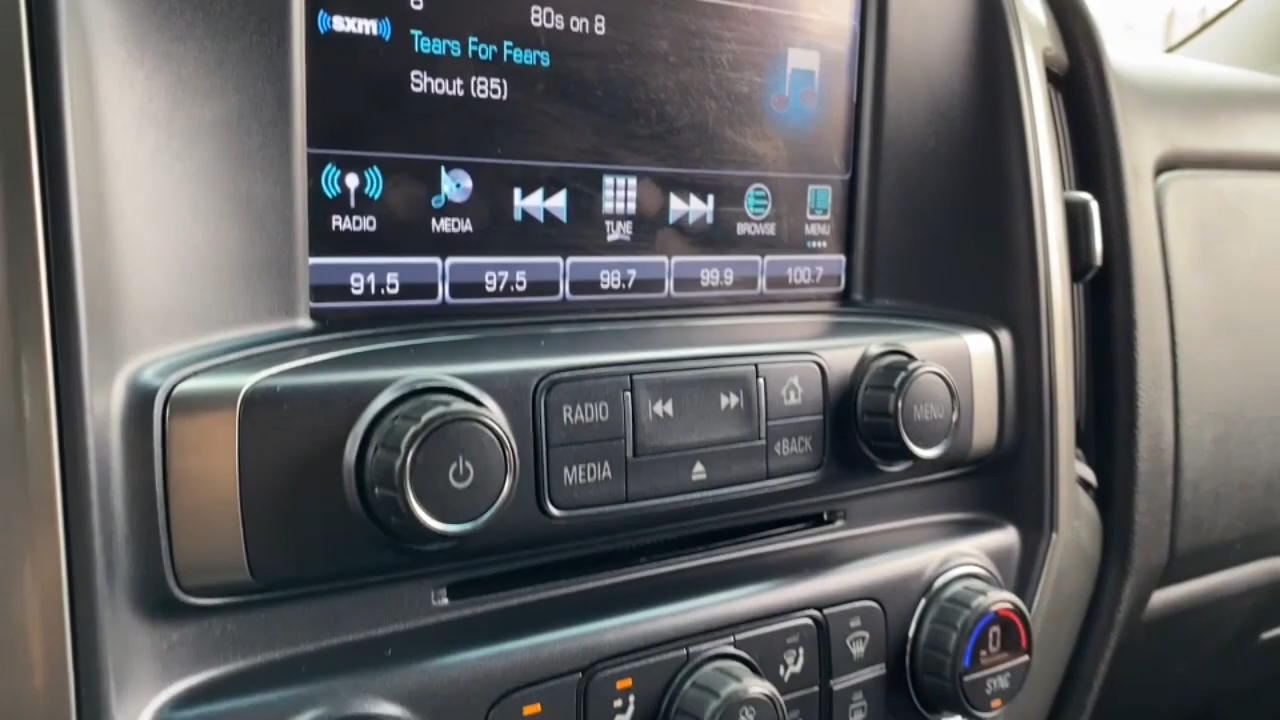 8
80s on 8
((sxm))
Tears For Fears
Shout (85)
RADIO
MEDIA
TUNE
BROWSE
MENU
91.5
97.5
98.7
99.9
100.7
RADIO
MEDIA
BACK
MENU
0
SYNC